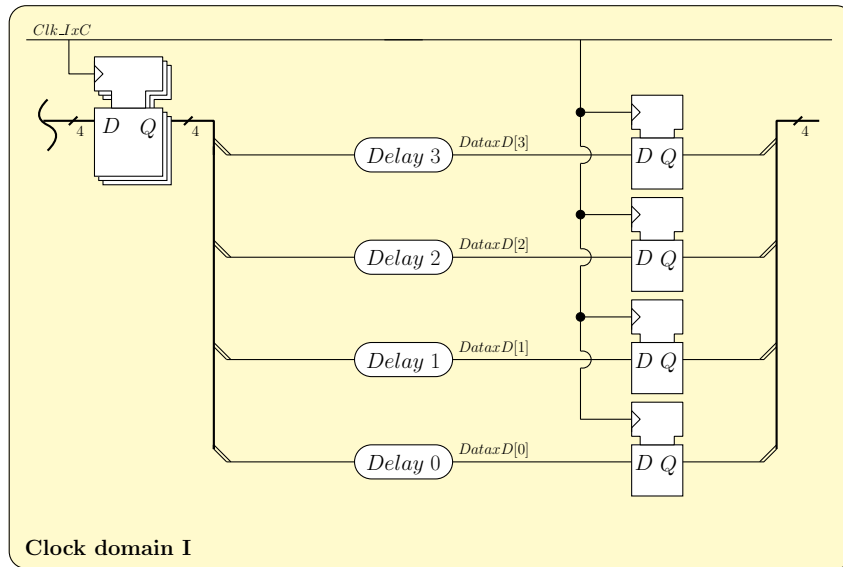 Clk_IxC
D Q
4
4
4
Delay 3
DataxD[3]
D Q
Delay 2
DataxD[2]
D Q
Delay 1
DataxD[1]
D Q
Delay 0
DataxD[0]
D Q
Clock domain I